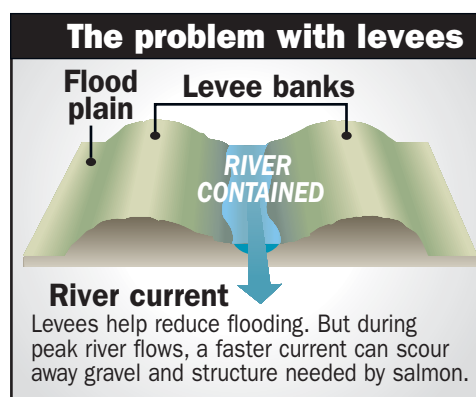 The problem with levees
Flood
plain
Levee banks
RIVER
CONTAINED
River current
Levees help reduce flooding. But during
peak river flows, a faster current can scour
away gravel and structure needed by salmon.